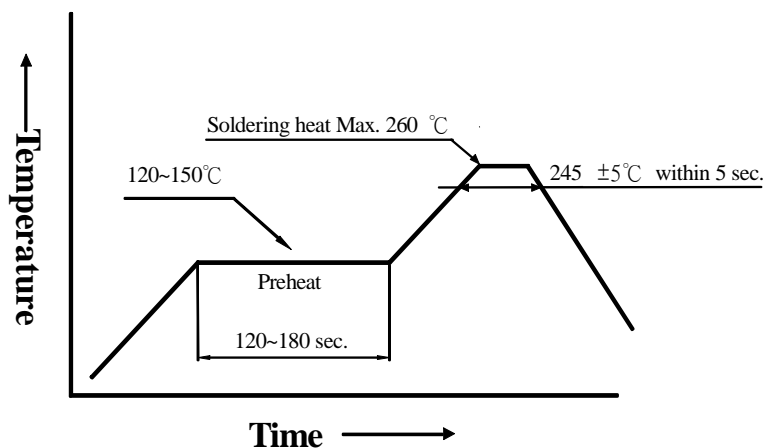 Soldering heat Max. 260 ℃
120~150℃
245 ±5℃ within 5 sec.
Preheat
120~180 sec.
Temperature
Time